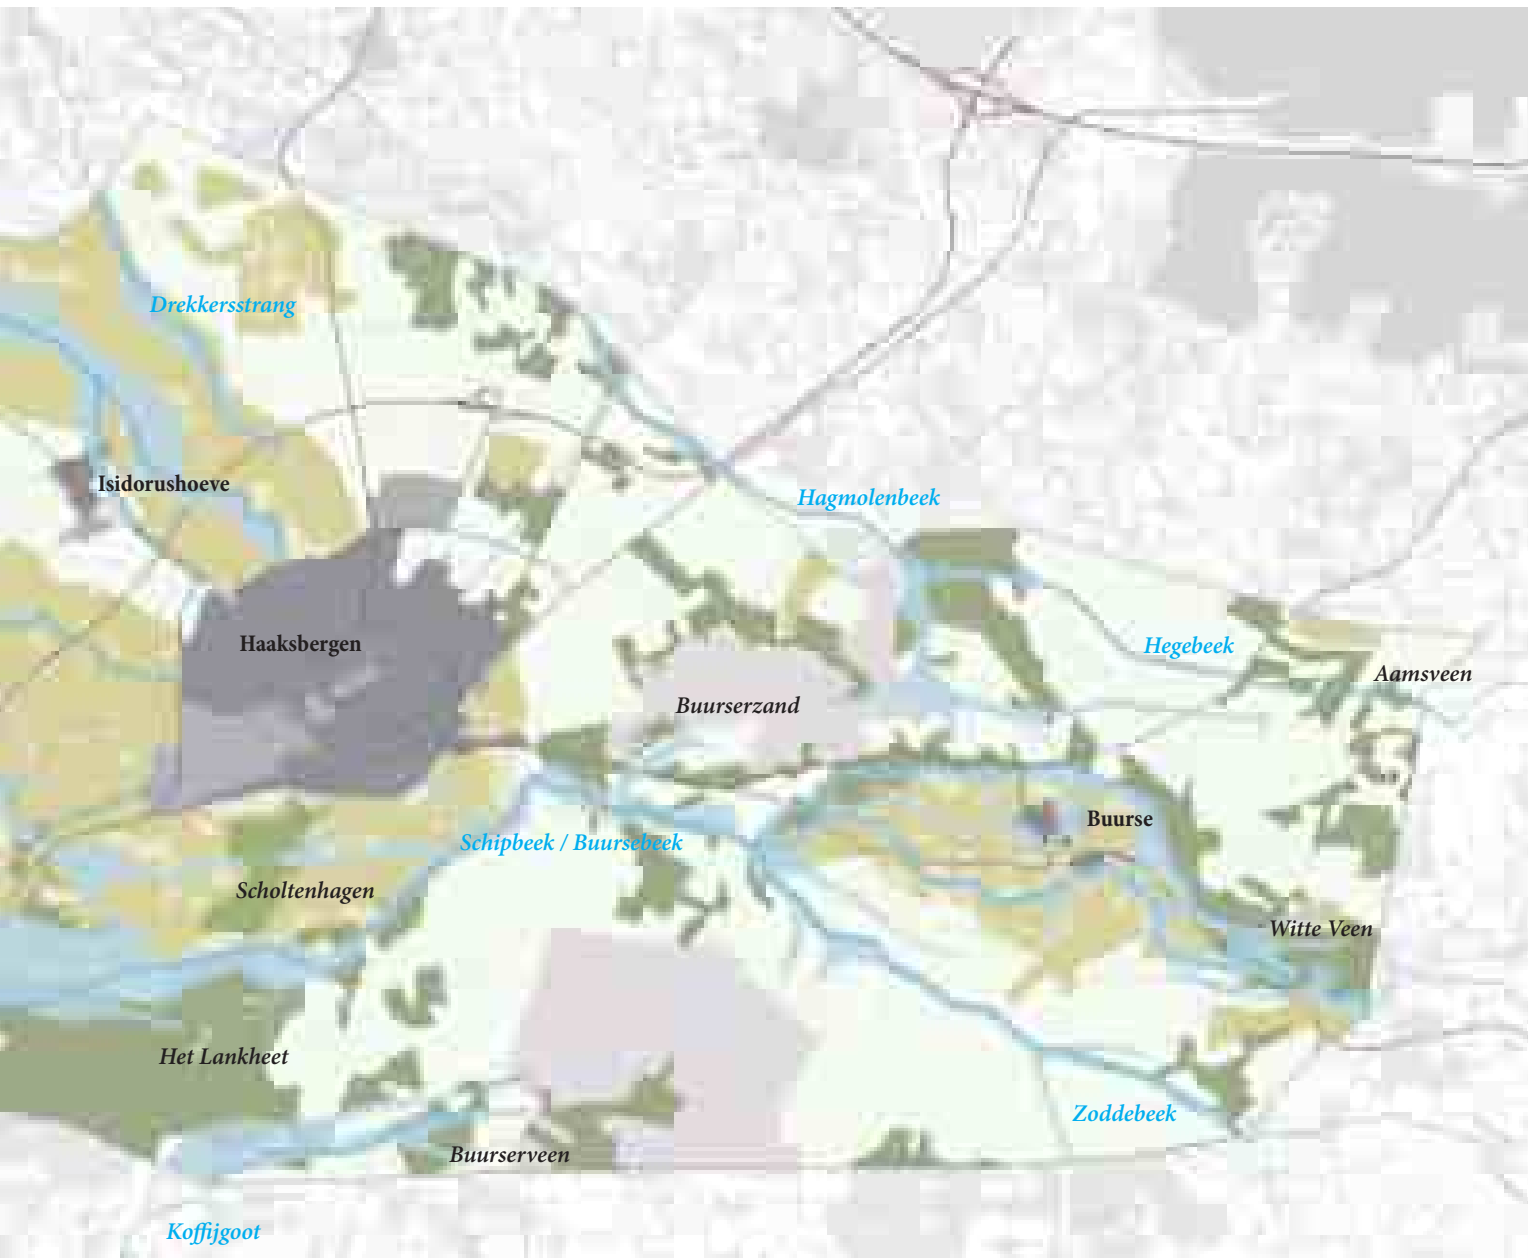 Drekkersstrang
Isidorushoeve
Hagmolenbeek
Haaksbergen
Hegebeek
Aamsveen
Buurserzand
Buurse
Schipbeek / Buursebeek
Scholtenhagen
Witte Veen
Het Lankheet
Zoddebeek
Buurserveen
Koffijgoot